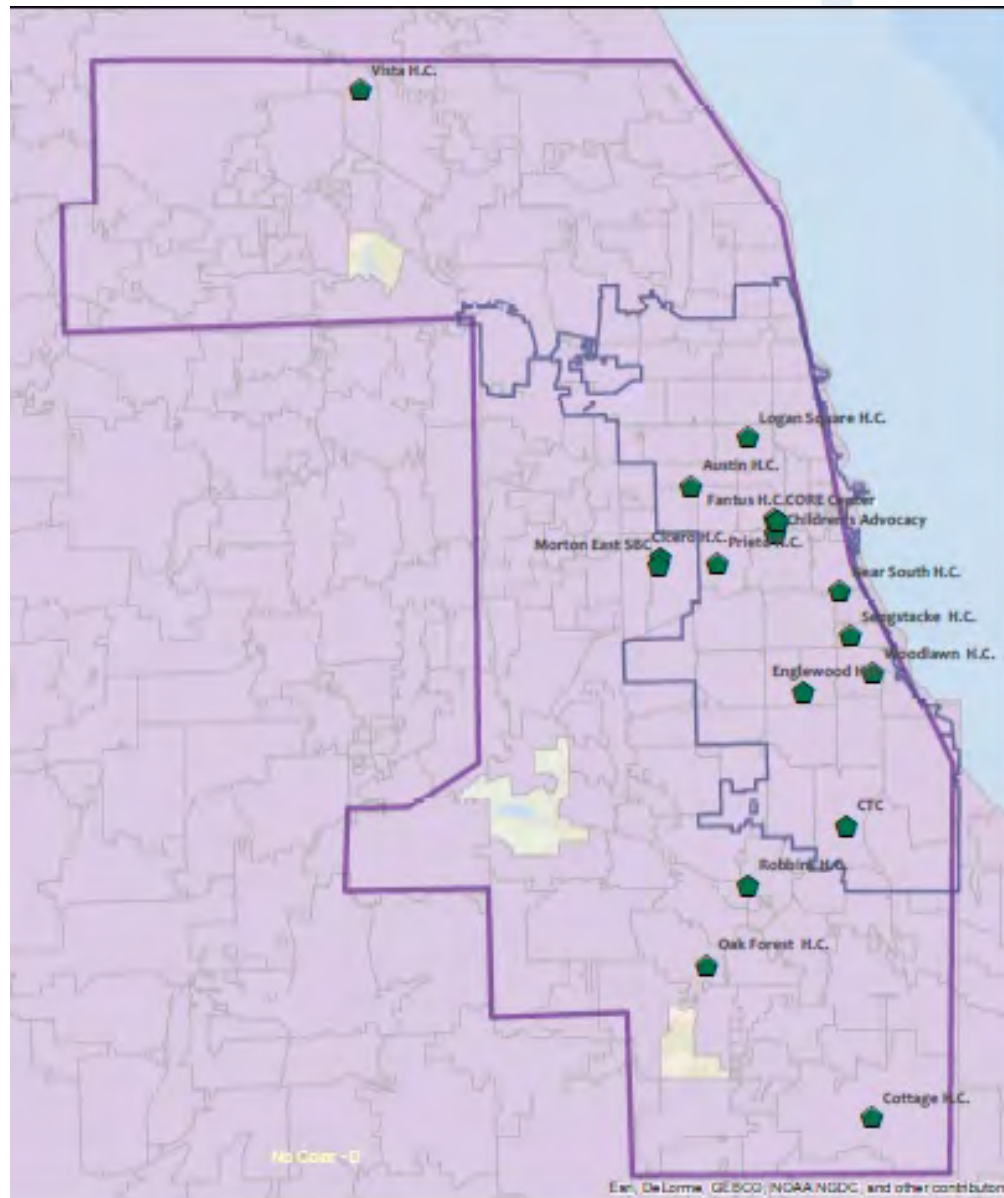 Vista H.C.
Logan Square H.C.
Austin H.C.
Fantus H.C.
CORE Center
Children's Advocacy
Morton East SBC
Cicero H.C.
Prieto H.C.
Near South H.C.
Sengstacke H.C.
Woodlawn H.C.
Englewood H.C.
CTC
Robbins H.C.
Oak Forest H.C.
Cottage H.C.
No Color - 0
Esri, DeLorme, GEBCO, NOAA NGDC, and other contributors